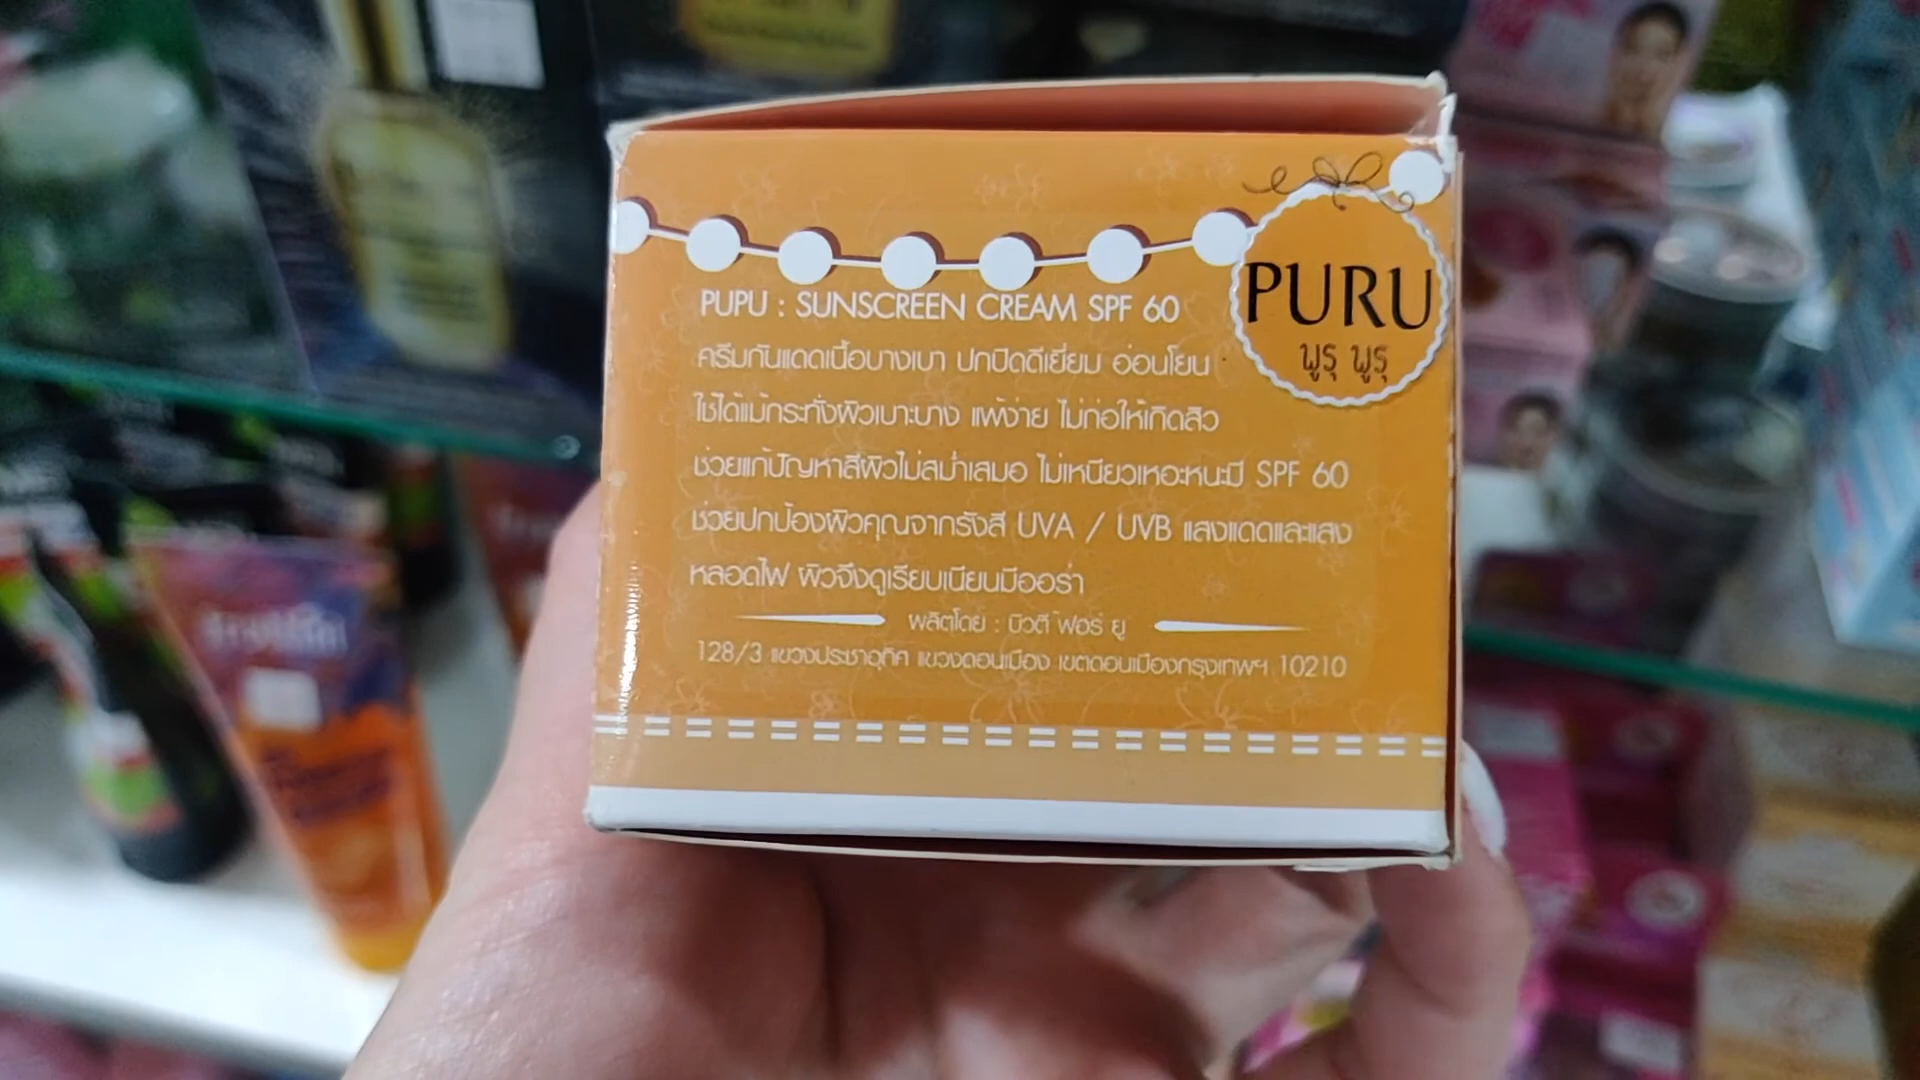 PURU
พูรุ พูรุ
PUPU : SUNSCREEN CREAM SPF 60
ครีมกันแดดเนื้อบางเบา ปกปิดดีเยี่ยม อ่อนโยน
ใช้ได้แม้กระทั่งผิวเบาะบาง แพ้ง่าย ไม่ก่อให้เกิดสิว
ช่วยแก้ปัญหาสีผิวไม่สม่ำเสมอ ไม่เหนียวเหอะหนะมี SPF 60
ช่วยปกป้องผิวคุณจากรังสี UVA / UVB แสงแดดและแสง
หลอดไฟ ผิวจึงดูเรียบเนียนมีออร่า
ผลิตโดย : บิวตี้ ฟอร์ ยู
128/3 แขวงประชาอุทิศ แขวงดอนเมือง เขตดอนเมืองกรุงเทพฯ 10210